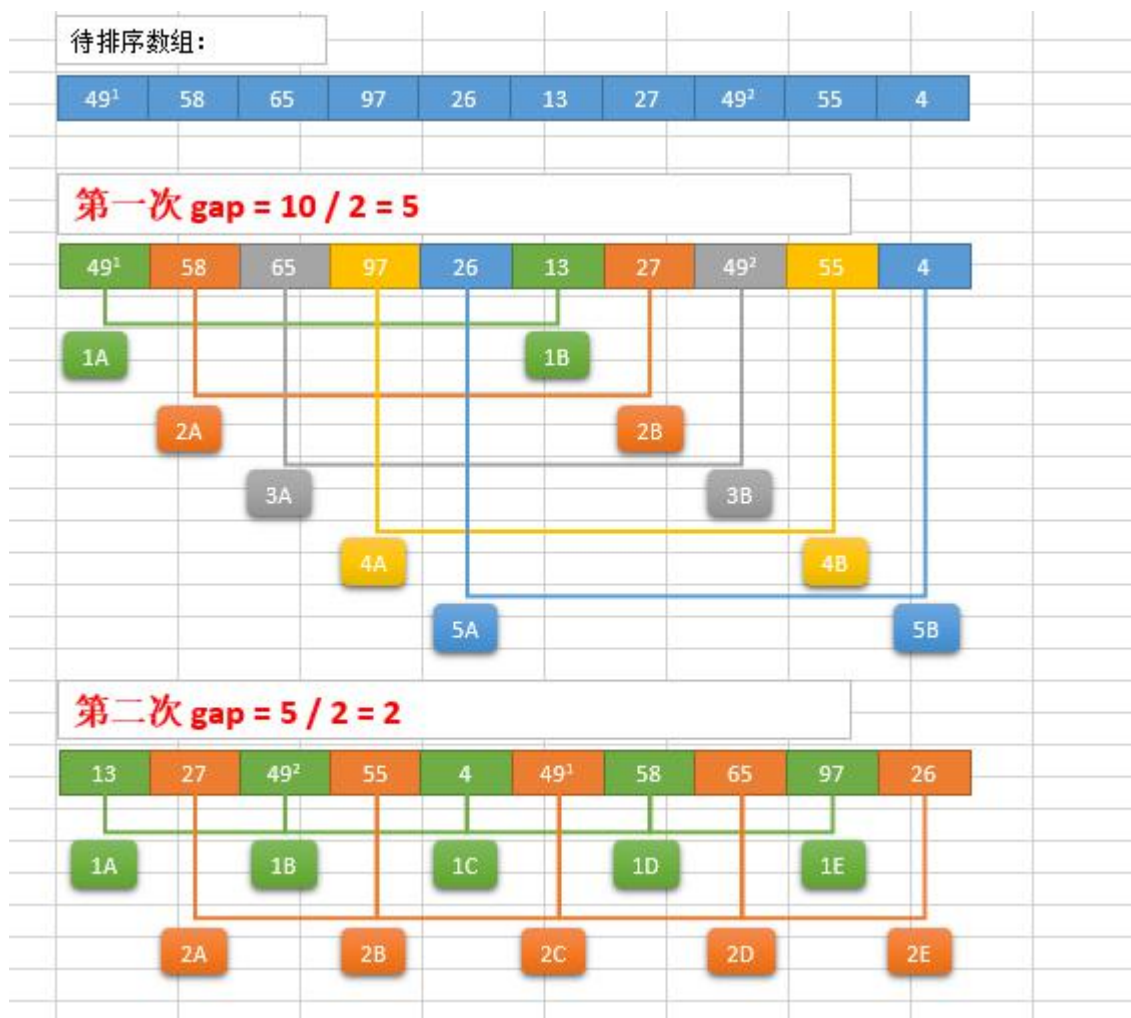 待排序数组:
49¹ 58 65 97 26 13 27 49² 55 4
第一次 gap = 10 / 2 = 5
49¹ 58 65 97 26 13 27 49² 55 4
1A 1B
2A 2B
3A 3B
4A 4B
5A 5B
第二次 gap = 5 / 2 = 2
13 27 49² 55 4 49¹ 58 65 97 26
1A 1B 1C 1D 1E
2A 2B 2C 2D 2E